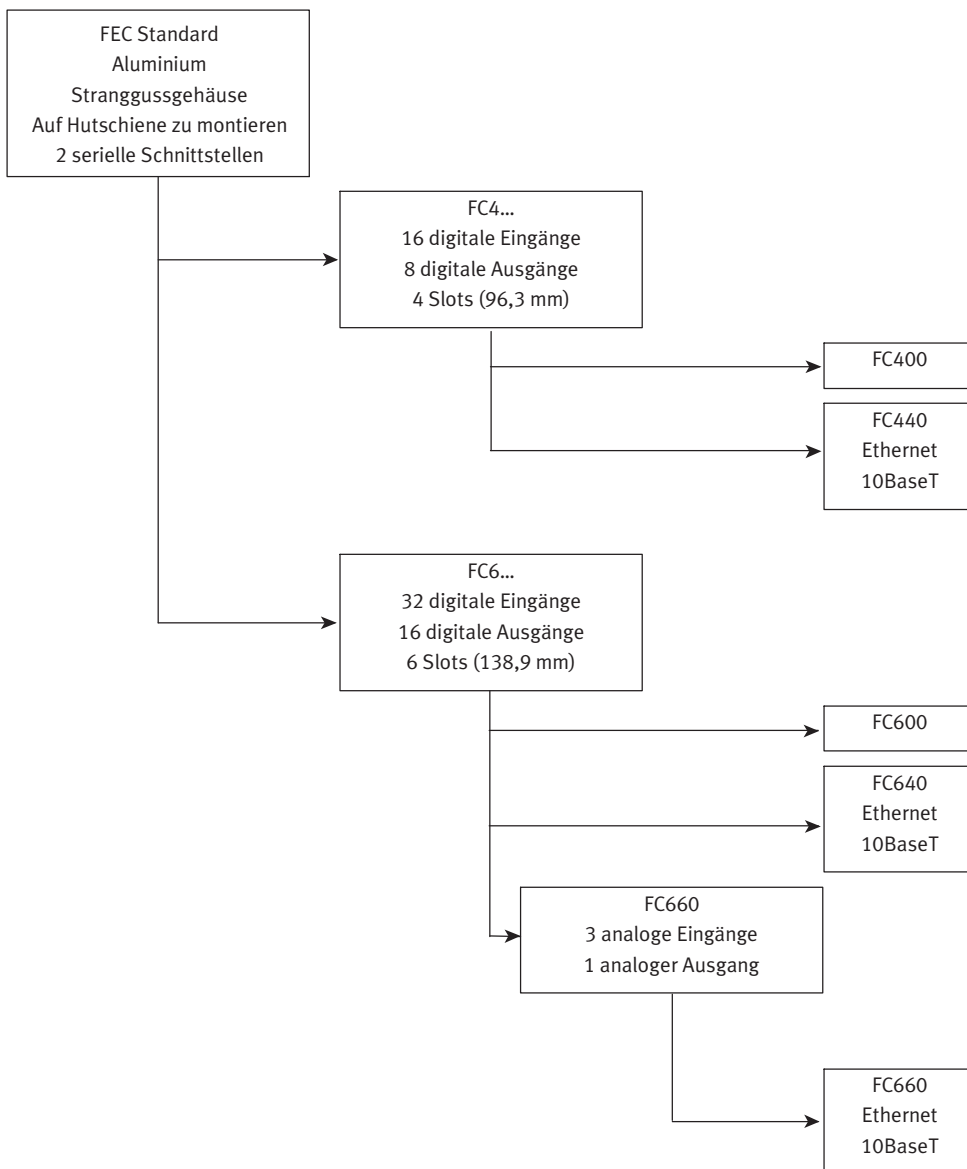 FEC Standard
Aluminium
Stranggussgehäuse
Auf Hutschiene zu montieren
2 serielle Schnittstellen
FC4...
16 digitale Eingänge
8 digitale Ausgänge
4 Slots (96,3 mm)
FC400
FC440
Ethernet
10BaseT
FC6...
32 digitale Eingänge
16 digitale Ausgänge
6 Slots (138,9 mm)
FC600
FC640
Ethernet
10BaseT
FC660
3 analoge Eingänge
1 analoger Ausgang
FC660
Ethernet
10BaseT